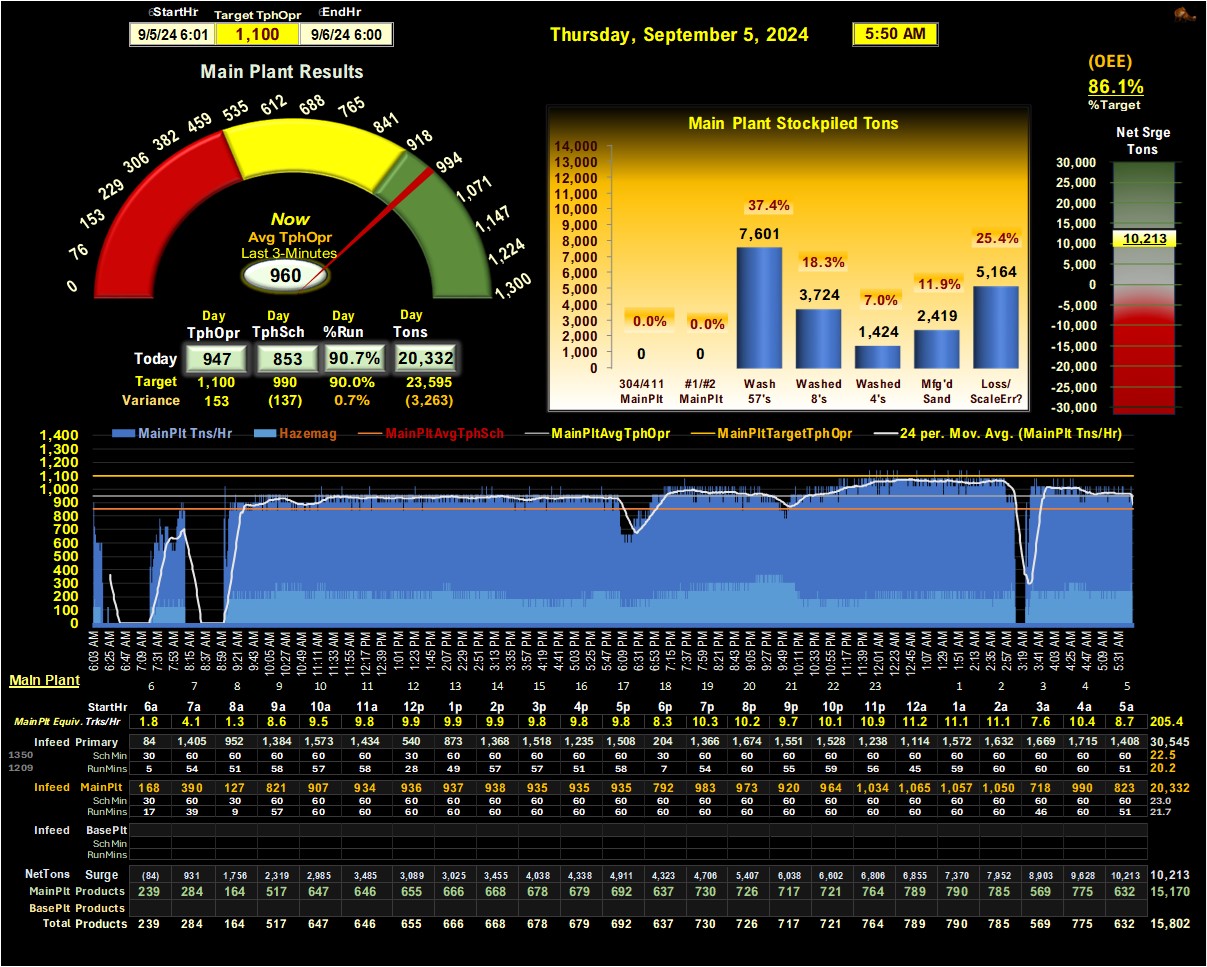 StartHr Target TphOpr EndHr
9/5/24 6:01 1,100 9/6/24 6:00
Thursday, September 5, 2024 5:50 AM
(OEE)
86.1%
%Target
Main Plant Results
0 76 153 229 306 382 459 535 612 688 765 841 918 994 1,071 1,147 1,224 1,300
Now
Avg TphOpr
Last 3-Minutes
960
Day Day Day Day
TphOpr TphSch %Run Tons
Today 947 853 90.7% 20,332
Target 1,100 990 90.0% 23,595
Variance 153 (137) 0.7% (3,263)
Main Plant Stockpiled Tons
14,000
13,000
12,000
11,000
10,000
9,000
8,000
7,000
6,000
5,000
4,000
3,000
2,000
1,000
0
0.0% 0.0% 37.4% 18.3% 7.0% 11.9% 25.4%
0 0 7,601 3,724 1,424 2,419 5,164
304/411 #1/#2 Wash Washed Washed Mfg'd Loss/
MainPlt MainPlt 57's 8's 4's Sand ScaleErr?
Net Srge
Tons
30,000
25,000
20,000
15,000
10,000
5,000
0
-5,000
-10,000
-15,000
-20,000
-25,000
-30,000
10,213
MainPlt Tns/Hr Hazemag MainPltAvgTphSch MainPltAvgTphOpr MainPltTargetTphOpr 24 per. Mov. Avg. (MainPlt Tns/Hr)
1,400
1,300
1,200
1,100
1,000
900
800
700
600
500
400
300
200
100
0
6:03 AM 6:25 AM 6:47 AM 7:09 AM 7:31 AM 7:53 AM 8:15 AM 8:37 AM 8:59 AM 9:21 AM 9:43 AM 10:05 AM 10:27 AM 10:49 AM 11:11 AM 11:33 AM 11:55 AM 12:17 PM 12:39 PM 1:01 PM 1:23 PM 1:45 PM 2:07 PM 2:29 PM 2:51 PM 3:13 PM 3:35 PM 3:57 PM 4:19 PM 4:41 PM 5:03 PM 5:25 PM 5:47 PM 6:09 PM 6:31 PM 6:53 PM 7:15 PM 7:37 PM 7:59 PM 8:21 PM 8:43 PM 9:05 PM 9:27 PM 9:49 PM 10:11 PM 10:33 PM 10:55 PM 11:17 PM 11:39 PM 12:01 AM 12:23 AM 12:45 AM 1:07 AM 1:29 AM 1:51 AM 2:13 AM 2:35 AM 2:57 AM 3:19 AM 3:41 AM 4:03 AM 4:25 AM 4:47 AM 5:09 AM 5:31 AM
Main Plant 6 7 8 9 10 11 12 13 14 15 16 17 18 19 20 21 22 23 1 2 3 4 5
StartHr 6a 7a 8a 9a 10a 11a 12p 1p 2p 3p 4p 5p 6p 7p 8p 9p 10p 11p 12a 1a 2a 3a 4a 5a
MainPlt Equiv. Trks/Hr 1.8 4.1 1.3 8.6 9.5 9.8 9.9 9.9 9.9 9.8 9.8 9.8 8.3 10.3 10.2 9.7 10.1 10.9 11.2 11.1 11.1 7.6 10.4 8.7 205.4
Infeed Primary 84 1,405 952 1,384 1,573 1,434 540 873 1,368 1,518 1,235 1,508 204 1,366 1,674 1,551 1,528 1,238 1,114 1,572 1,632 1,669 1,715 1,408 30,545
1350 Sch Min 30 60 60 60 60 60 30 60 60 60 60 60 30 60 60 60 60 60 60 60 60 60 60 60 22.5
1209 RunMins 5 54 51 58 57 58 28 49 57 57 51 58 7 54 60 55 59 56 45 59 60 60 60 51 20.2
Infeed MainPlt 168 390 127 821 907 934 936 937 938 935 935 935 792 983 973 920 964 1,034 1,065 1,057 1,050 718 990 823 20,332
Sch Min 30 60 30 60 60 60 60 60 60 60 60 60 60 60 60 60 60 60 60 60 60 60 60 60 23.0
RunMins 17 39 9 57 60 60 60 60 60 60 60 60 60 60 60 60 60 60 60 60 60 46 60 51 21.7
Infeed BasePlt
Sch Min
RunMins
NetTons Surge (84) 931 1,756 2,319 2,985 3,485 3,089 3,025 3,455 4,038 4,338 4,911 4,323 4,706 5,407 6,038 6,602 6,806 6,855 7,370 7,952 8,903 9,628 10,213 10,213
MainPlt Products 239 284 164 517 647 646 655 666 668 678 679 692 637 730 726 717 721 764 789 790 785 569 775 632 15,170
BasePlt Products
Total Products 239 284 164 517 647 646 655 666 668 678 679 692 637 730 726 717 721 764 789 790 785 569 775 632 15,802